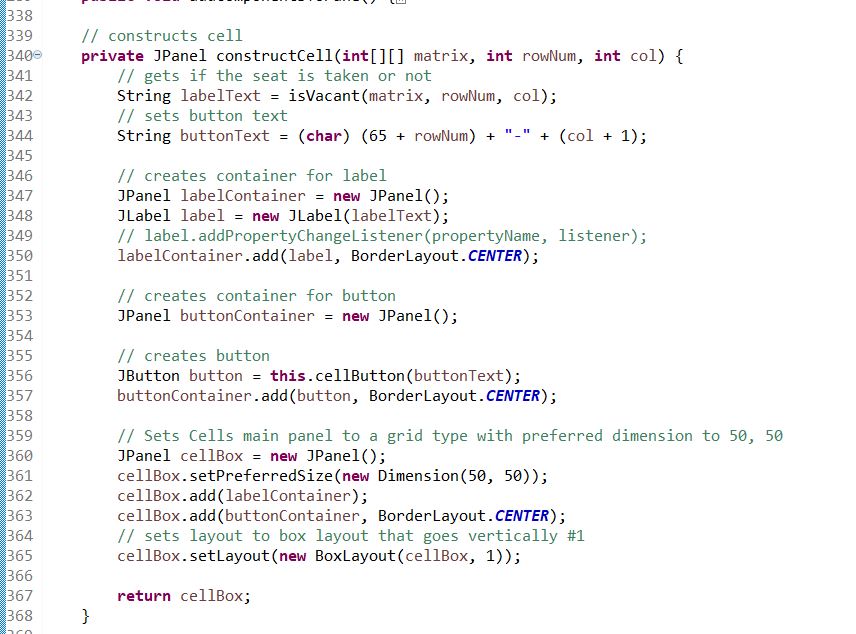 338
339 // constructs cell
340 private JPanel constructCell(int[][] matrix, int rowNum, int col) {
341 // gets if the seat is taken or not
342 String labelText = isVacant(matrix, rowNum, col);
343 // sets button text
344 String buttonText = (char) (65 + rowNum) + "-" + (col + 1);
345
346 // creates container for label
347 JPanel labelContainer = new JPanel();
348 JLabel label = new JLabel(labelText);
349 // label.addPropertyChangeListener(propertyName, listener);
350 labelContainer.add(label, BorderLayout.CENTER);
351
352 // creates container for button
353 JPanel buttonContainer = new JPanel();
354
355 // creates button
356 JButton button = this.cellButton(buttonText);
357 buttonContainer.add(button, BorderLayout.CENTER);
358
359 // Sets Cells main panel to a grid type with preferred dimension to 50, 50
360 JPanel cellBox = new JPanel();
361 cellBox.setPreferredSize(new Dimension(50, 50));
362 cellBox.add(labelContainer);
363 cellBox.add(buttonContainer, BorderLayout.CENTER);
364 // sets layout to box layout that goes vertically #1
365 cellBox.setLayout(new BoxLayout(cellBox, 1));
366
367 return cellBox;
368 }